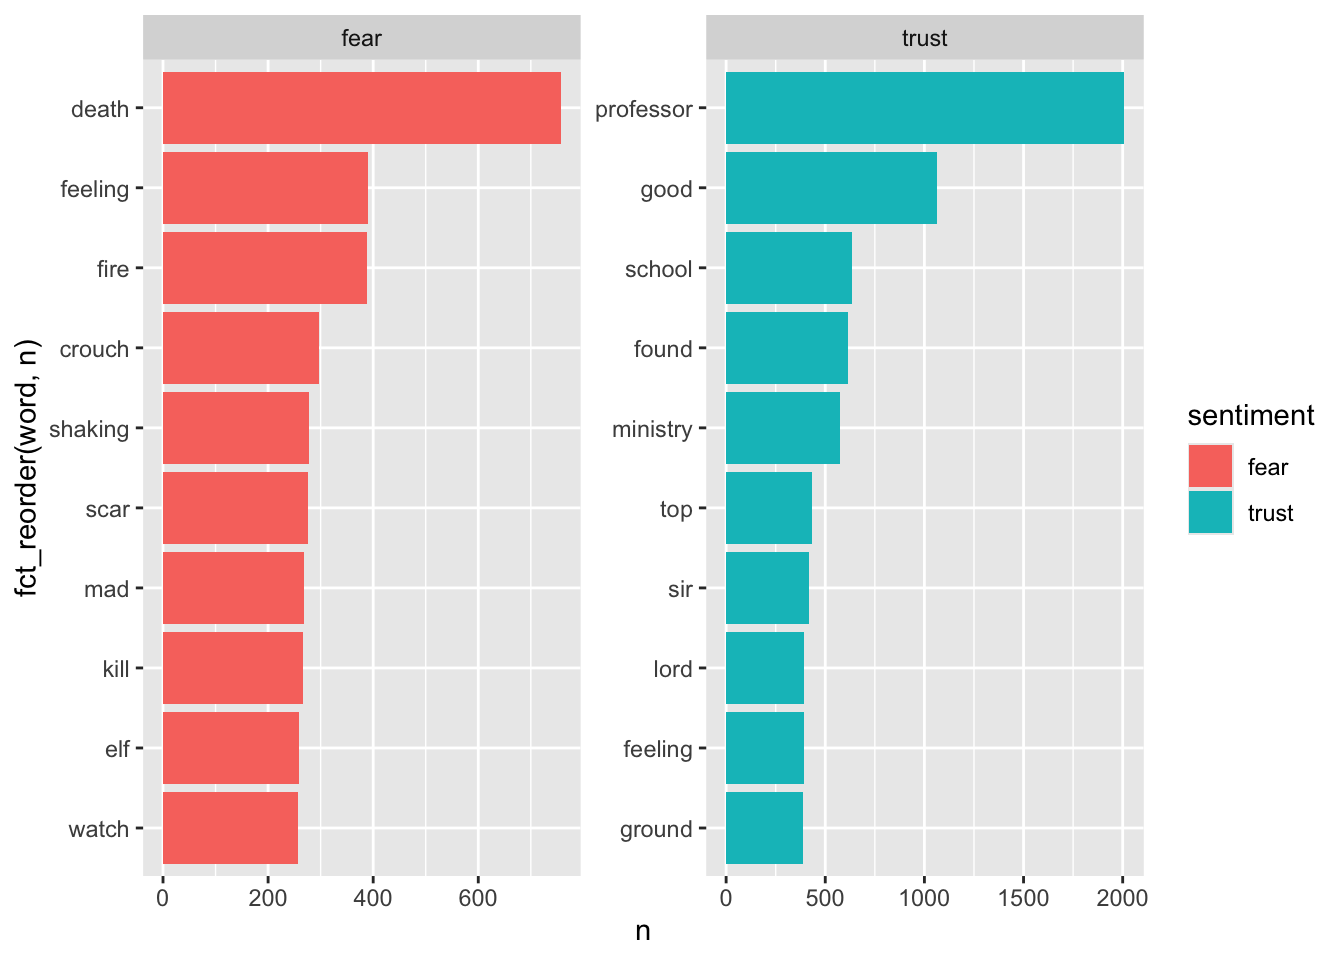 fear
trust
fct_reorder(word, n)
death
feeling
fire
crouch
shaking
scar
mad
kill
elf
watch
0 200 400 600
professor
good
school
found
ministry
top
sir
lord
feeling
ground
0 500 1000 1500 2000
n
sentiment
fear
trust